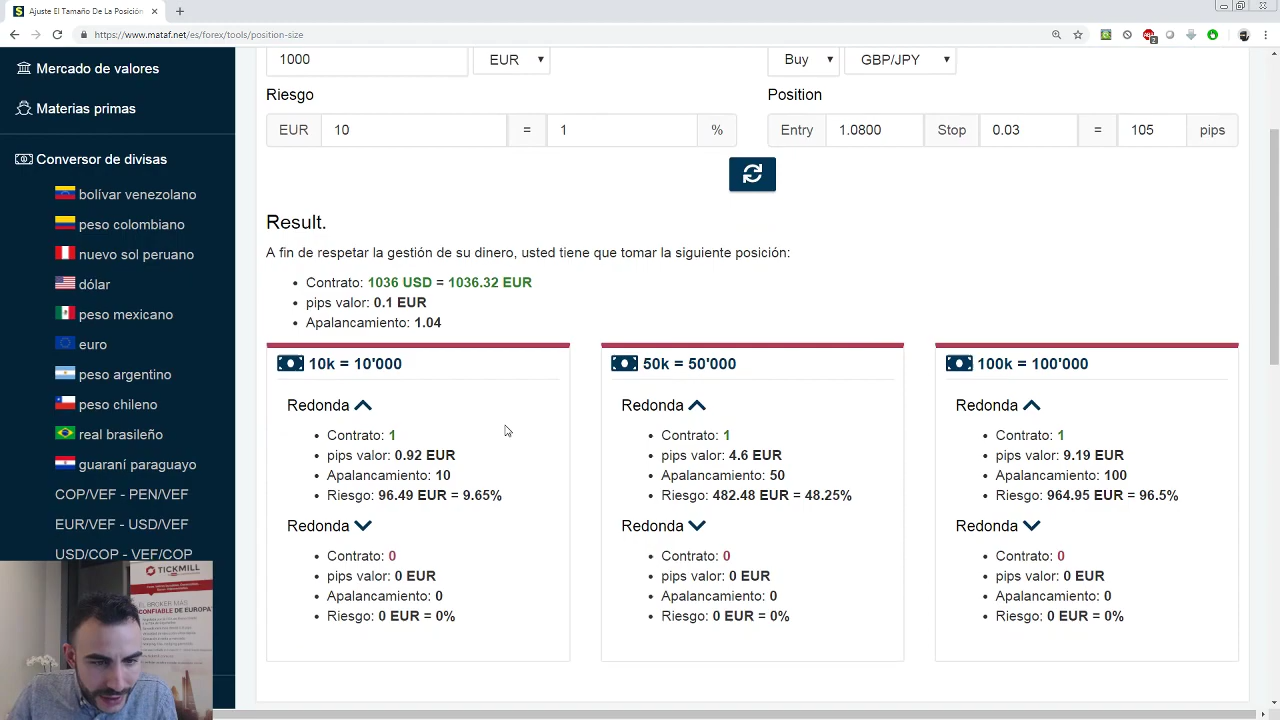 Ajuste El Tamaño De La Posición
https://www.mataf.net/es/forex/tools/position-size
Mercado de valores
Materias primas
Conversor de divisas
bolívar venezolano
peso colombiano
nuevo sol peruano
dólar
peso mexicano
euro
peso argentino
peso chileno
real brasileño
guaraní paraguayo
COP/VEF - PEN/VEF
EUR/VEF - USD/VEF
USD/COP - VEF/COP
1000 EUR Buy GBP/JPY
Riesgo Position
EUR 10 = 1 % Entry 1.0800 Stop 0.03 = 105 pips
Result.
A fin de respetar la gestión de su dinero, usted tiene que tomar la siguiente posición:
Contrato: 1036 USD = 1036.32 EUR
pips valor: 0.1 EUR
Apalancamiento: 1.04
10k = 10'000
Redonda
Contrato: 1
pips valor: 0.92 EUR
Apalancamiento: 10
Riesgo: 96.49 EUR = 9.65%
Redonda
Contrato: 0
pips valor: 0 EUR
Apalancamiento: 0
Riesgo: 0 EUR = 0%
50k = 50'000
Redonda
Contrato: 1
pips valor: 4.6 EUR
Apalancamiento: 50
Riesgo: 482.48 EUR = 48.25%
Redonda
Contrato: 0
pips valor: 0 EUR
Apalancamiento: 0
Riesgo: 0 EUR = 0%
100k = 100'000
Redonda
Contrato: 1
pips valor: 9.19 EUR
Apalancamiento: 100
Riesgo: 964.95 EUR = 96.5%
Redonda
Contrato: 0
pips valor: 0 EUR
Apalancamiento: 0
Riesgo: 0 EUR = 0%
TICKMILL
EL BROKER MÁS
CONFIABLE DE EUROPA